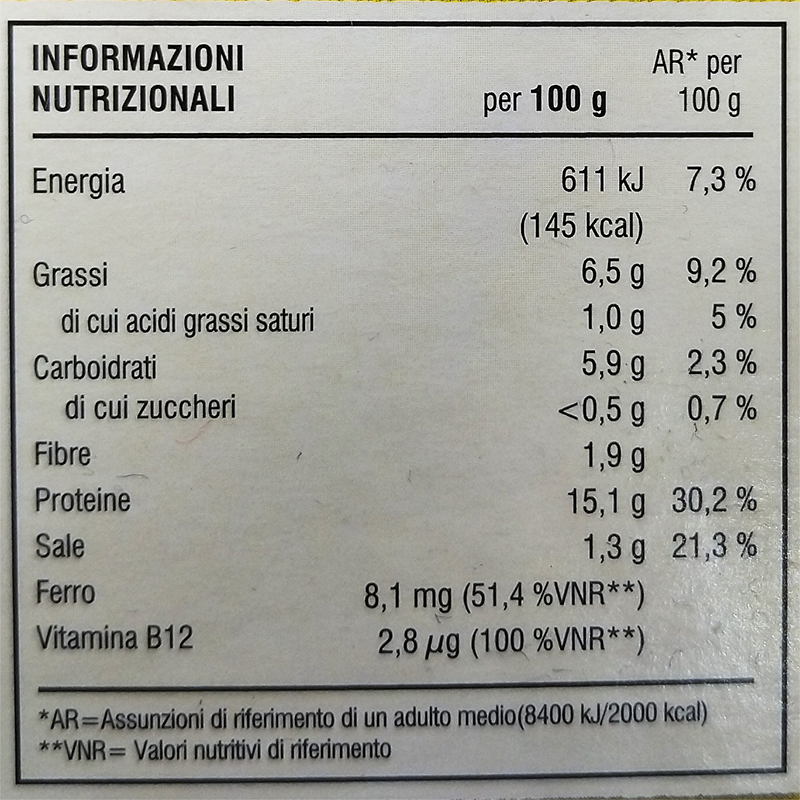 INFORMAZIONI
NUTRIZIONALI per 100 g AR* per 100 g
Energia 611 kJ 7,3 %
(145 kcal)
Grassi 6,5 g 9,2 %
di cui acidi grassi saturi 1,0 g 5 %
Carboidrati 5,9 g 2,3 %
di cui zuccheri <0,5 g 0,7 %
Fibre 1,9 g
Proteine 15,1 g 30,2 %
Sale 1,3 g 21,3 %
Ferro 8,1 mg (51,4 %VNR**)
Vitamina B12 2,8 µg (100 %VNR**)
*AR=Assunzioni di riferimento di un adulto medio(8400 kJ/2000 kcal)
**VNR= Valori nutritivi di riferimento